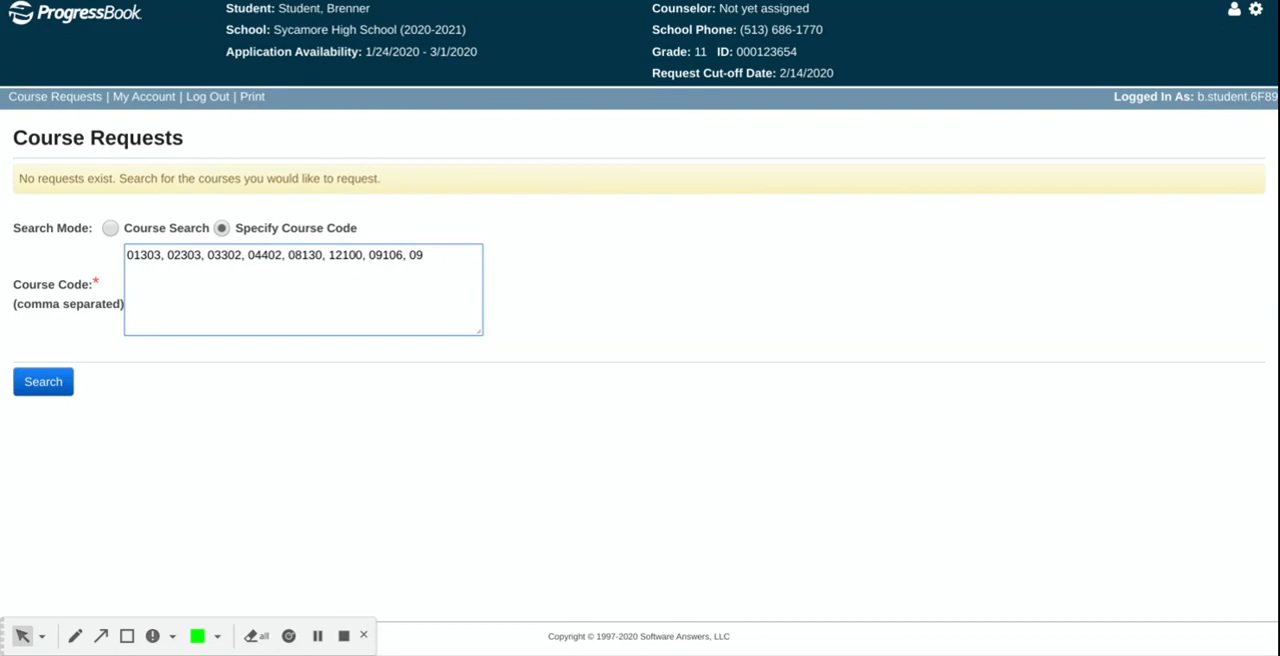 ProgressBook
Student: Student, Brenner
School: Sycamore High School (2020-2021)
Application Availability: 1/24/2020 - 3/1/2020
Counselor: Not yet assigned
School Phone: (513) 686-1770
Grade: 11 ID: 000123654
Request Cut-off Date: 2/14/2020
Course Requests | My Account | Log Out | Print
Logged In As: b.student.6F89
Course Requests
No requests exist. Search for the courses you would like to request.
Search Mode: Course Search Specify Course Code
Course Code:*
(comma separated)
01303, 02303, 03302, 04402, 08130, 12100, 09106, 09
Search
all
Copyright © 1997-2020 Software Answers, LLC